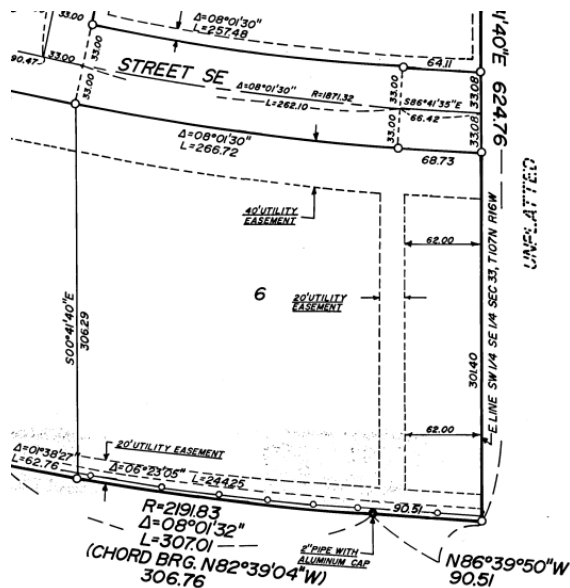 33.00
Δ=08°01'30"
L=257.48
33.00
90.47
33.00
STREET SE
33.00
Δ=08°01'30"
R=1871.32
L=262.10
64.11
S86°41'35"E
66.42
33.00
33.08
33.08
41'40"E 624.76
Δ=08°01'30"
L=266.72
68.73
UNPLATTED
40' UTILITY
EASEMENT
62.00
6
20' UTILITY
EASEMENT
S00°41'40"E
306.29
301.40
E. LINE SW 1/4 SE 1/4 SEC 33, T107N R16W
62.00
Δ=01°38'27"
L=62.76
20' UTILITY EASEMENT
Δ=06°23'05"
L=244.25
90.51
R=2191.83
Δ=08°01'32"
L=307.01
(CHORD BRG. N82°39'04"W)
306.76
2" PIPE WITH
ALUMINUM CAP
N86°39'50"W
90.51